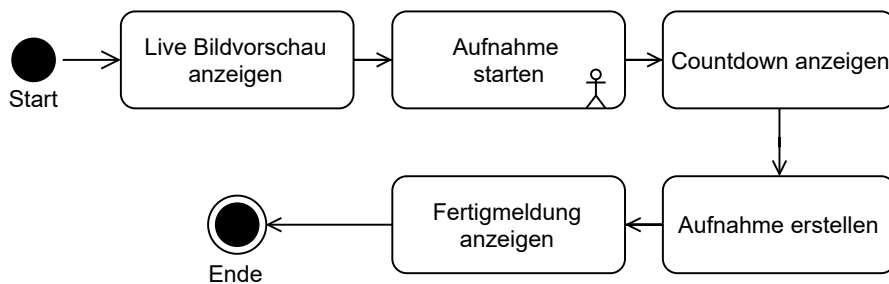 Start
Live Bildvorschau
anzeigen
Aufnahme
starten
Countdown anzeigen
Aufnahme erstellen
Fertigmeldung
anzeigen
Ende